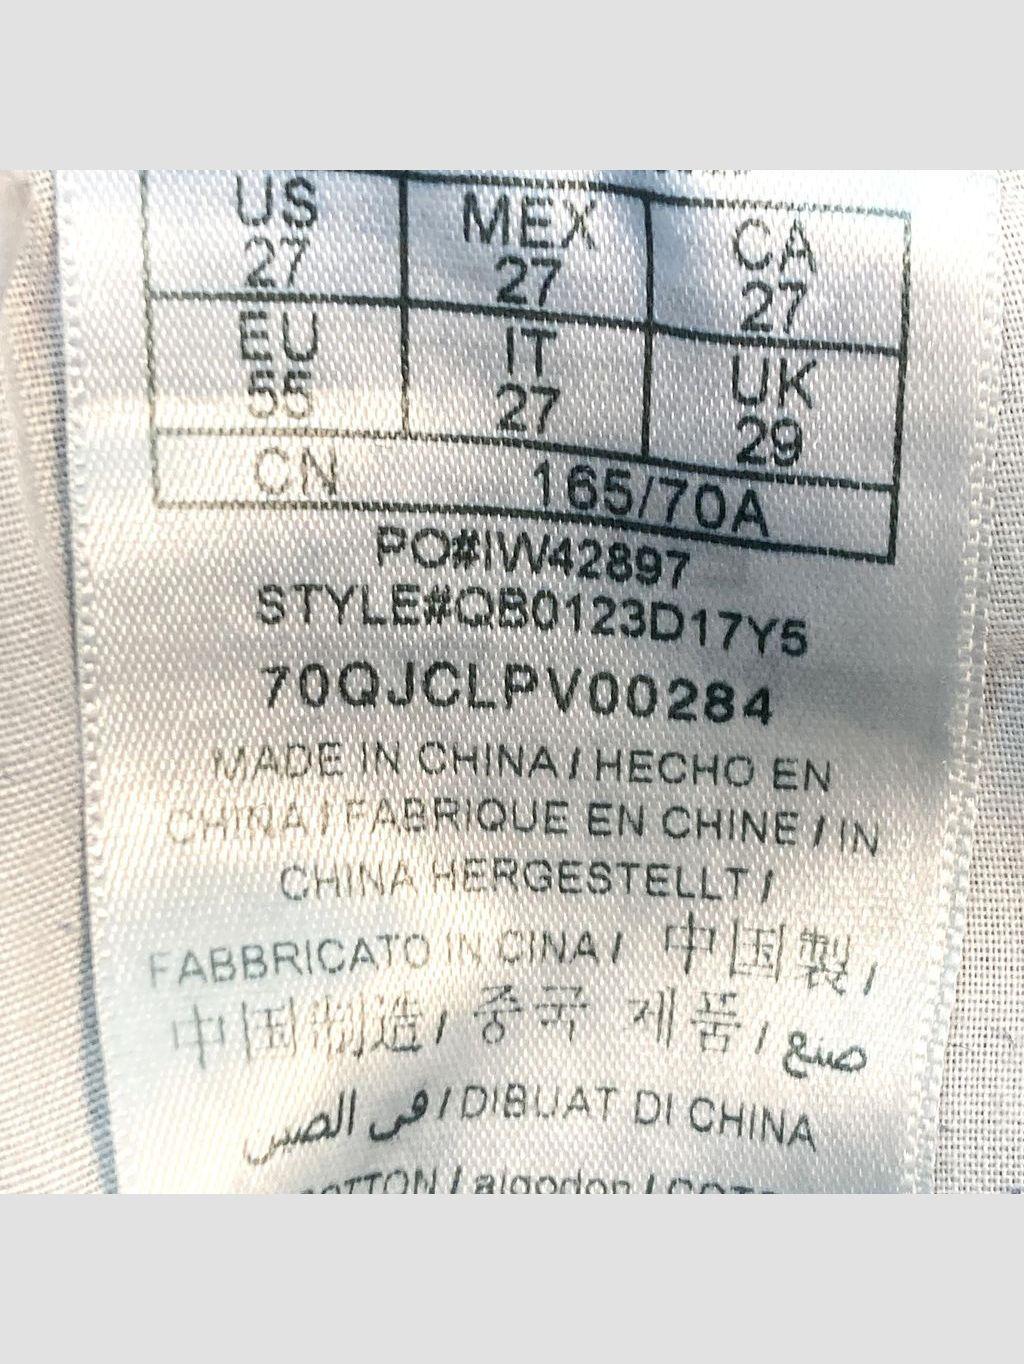 US MEX CA
27 27 27
EU IT UK
55 27 29
CN 165/70A
PO#IW42897
STYLE#QB0123D17Y5
70QJCLPV00284
MADE IN CHINA / HECHO EN
CHINA / FABRIQUE EN CHINE / IN
CHINA HERGESTELLT /
FABBRICATO IN CINA / 中国製 /
中国制造 / 중국 제품 / صنع
في الصين / DIBUAT DI CHINA
COTTON / algodon /